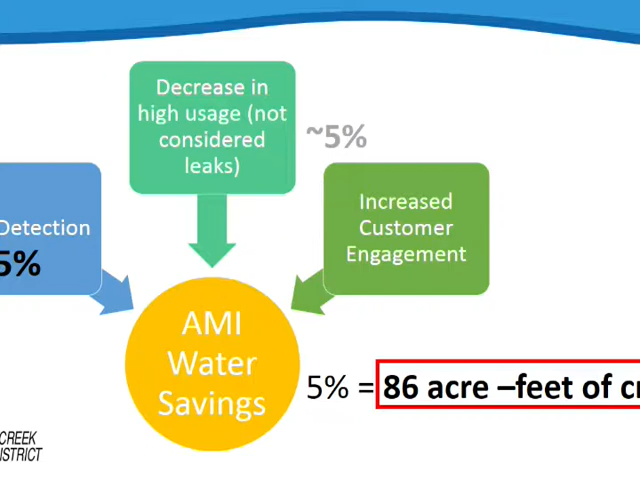 Decrease in
high usage (not
considered
leaks)
~5%
Detection
5%
Increased
Customer
Engagement
AMI
Water
Savings
5% = 86 acre –feet of
CREEK